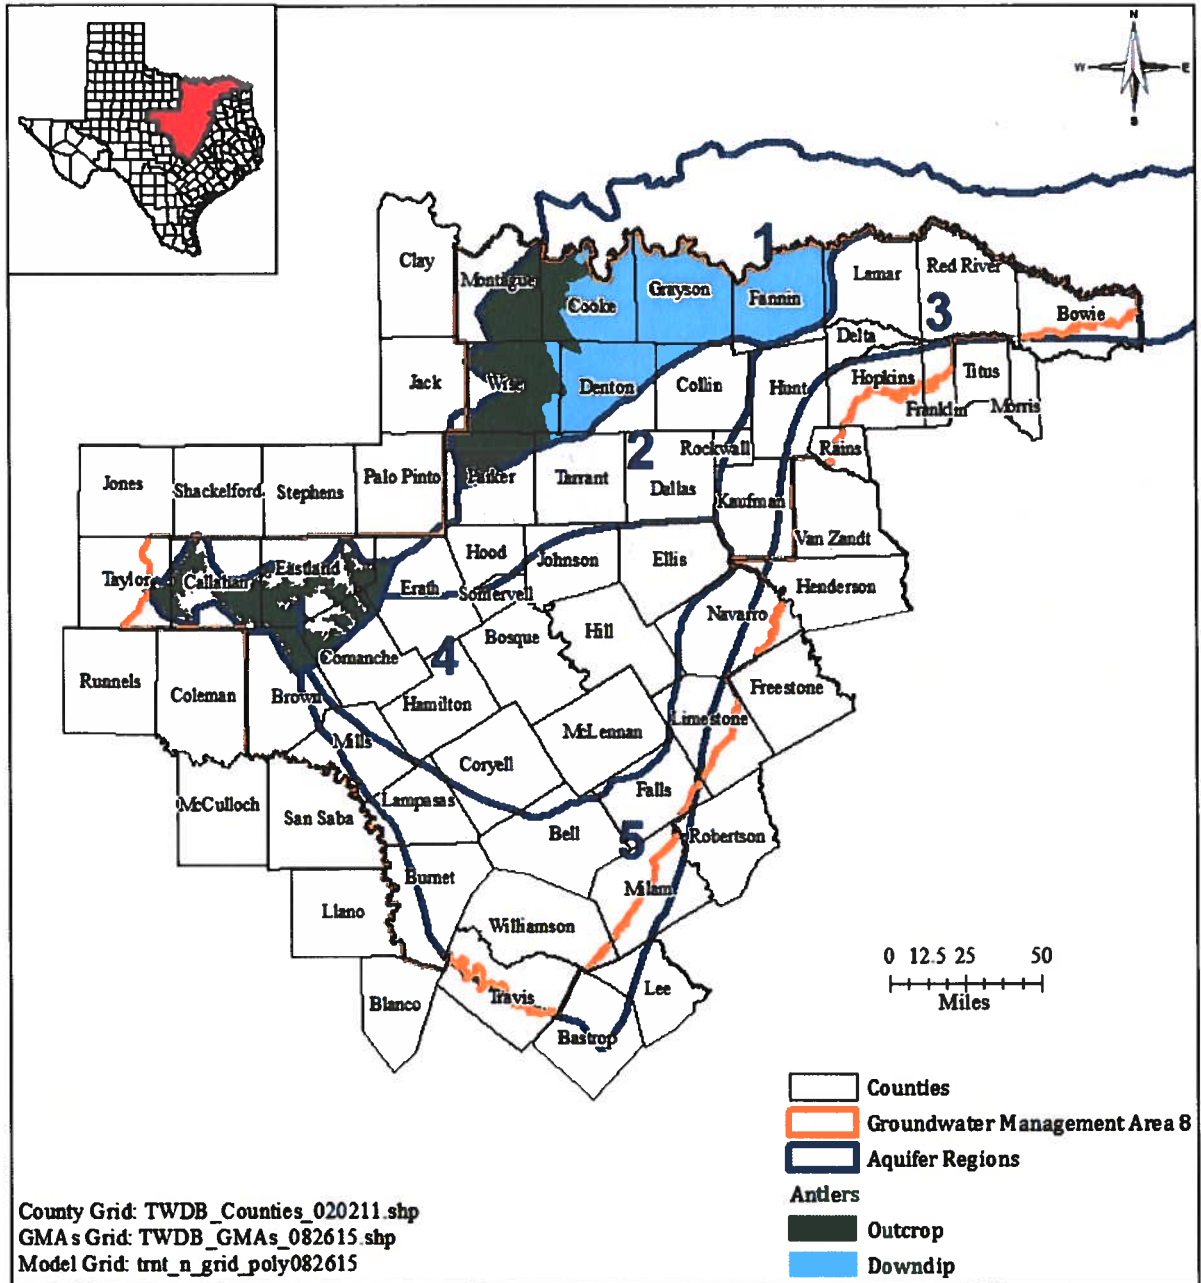 N
W E
S
1
Clay
Montague
Cooke
Grayson
Fannin
Lamar
Red River
3
Bowie
Delta
Jack
Wise
Denton
Collin
Hunt
Hopkins
Titus
Franklin
Morris
2
Rockwall
Rains
Jones
Shackelford
Stephens
Palo Pinto
Parker
Tarrant
Dallas
Kaufman
Van Zandt
Taylor
Callahan
Eastland
Erath
Hood
Johnson
Ellis
Somervell
Henderson
Navarro
Bosque
Hill
Comanche
4
Runnels
Coleman
Brown
Hamilton
Freestone
Limestone
Mills
McLennan
Coryell
Falls
McCulloch
San Saba
Lampasas
Bell
5
Robertson
Burnet
Milam
Llano
Williamson
Blanco
Travis
Lee
Bastrop
0 12.5 25 50
Miles
Counties
Groundwater Management Area 8
Aquifer Regions
Antlers
Outcrop
Downdip
County Grid: TWDB_Counties_020211.shp
GMAs Grid: TWDB_GMAs_082615.shp
Model Grid: trnt_n_grid_poly082615